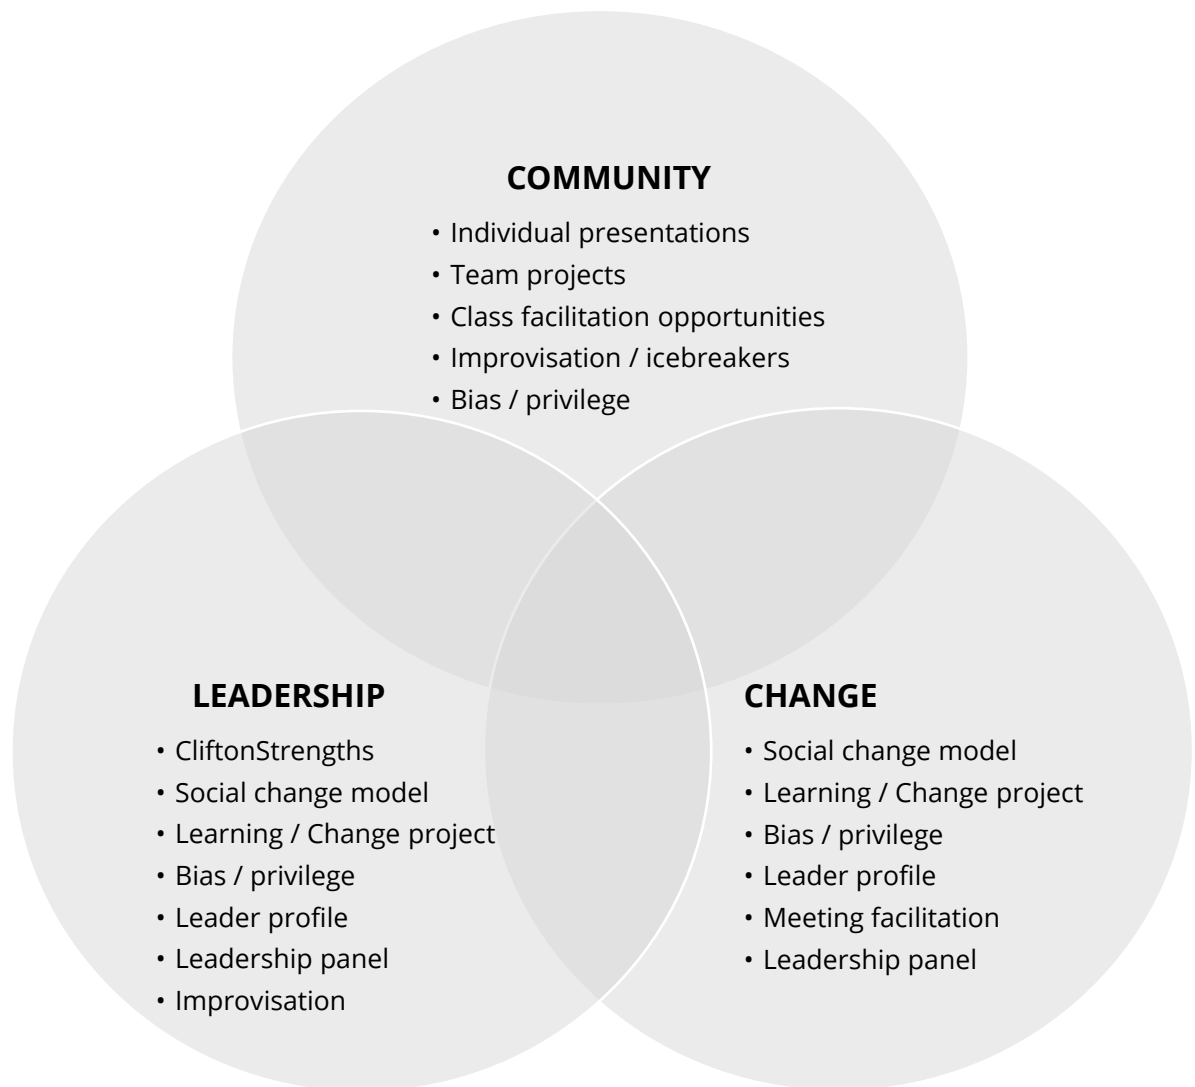 COMMUNITY
• Individual presentations
• Team projects
• Class facilitation opportunities
• Improvisation / icebreakers
• Bias / privilege
LEADERSHIP
• CliftonStrengths
• Social change model
• Learning / Change project
• Bias / privilege
• Leader profile
• Leadership panel
• Improvisation
CHANGE
• Social change model
• Learning / Change project
• Bias / privilege
• Leader profile
• Meeting facilitation
• Leadership panel